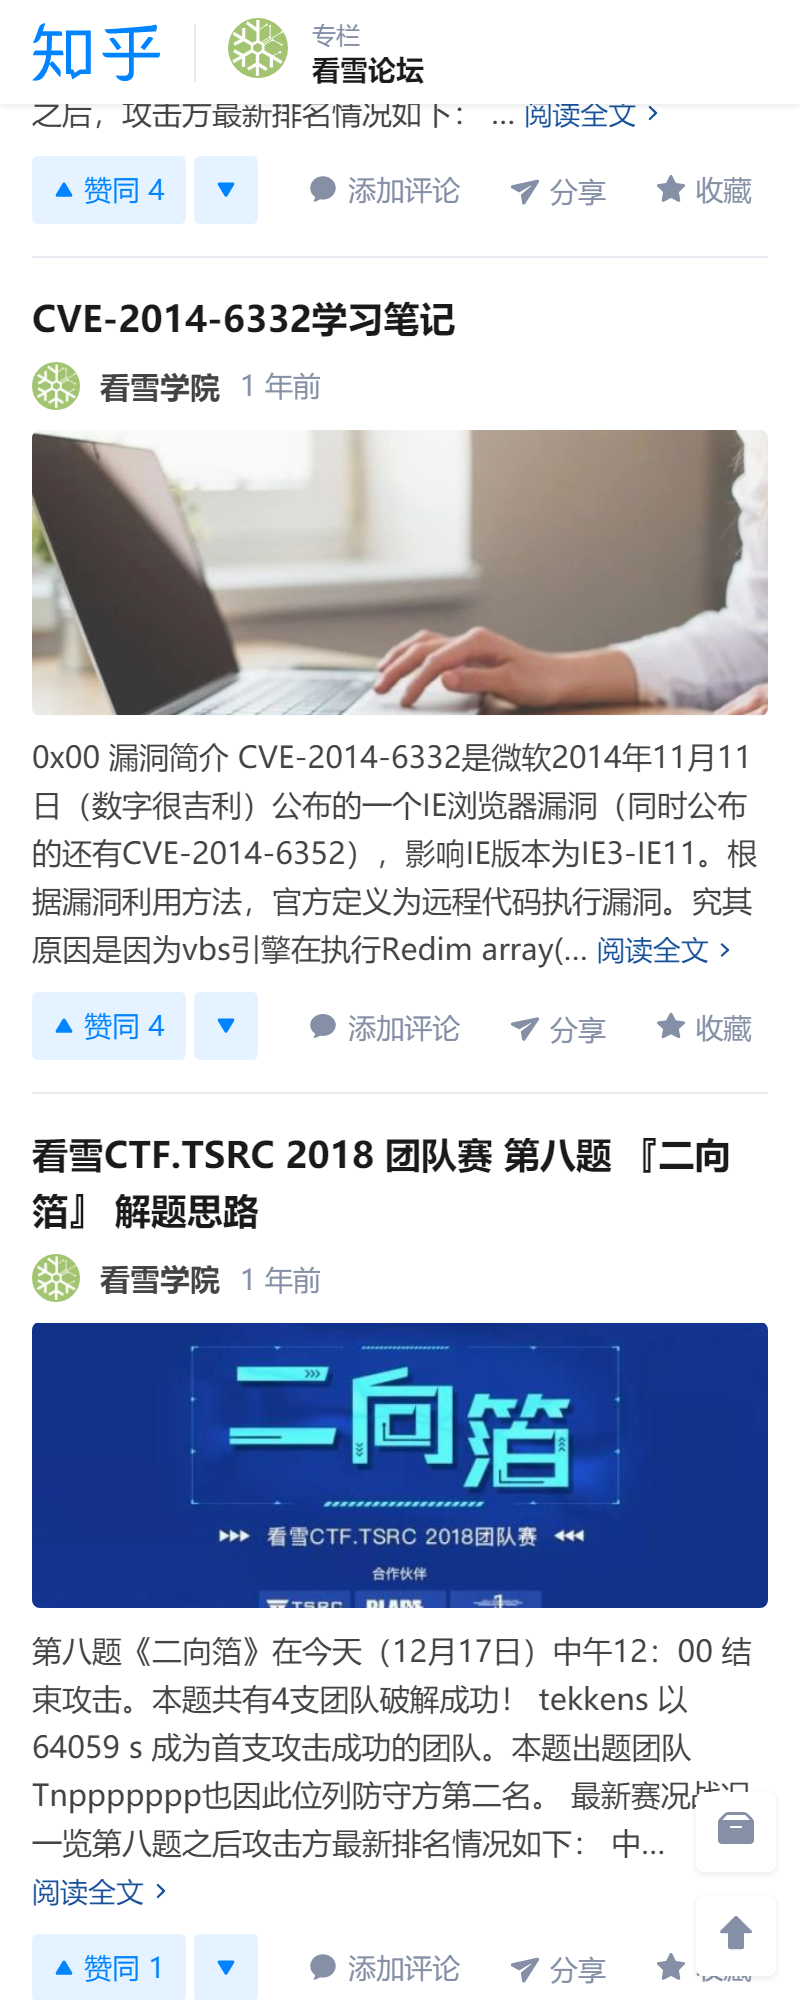 知乎
专栏
看雪论坛
之后，攻击方最新排名情况如下： ... 阅读全文
赞同 4
添加评论
分享
收藏
CVE-2014-6332学习笔记
看雪学院 1 年前
0x00 漏洞简介 CVE-2014-6332是微软2014年11月11
日（数字很吉利）公布的一个IE浏览器漏洞（同时公布
的还有CVE-2014-6352），影响IE版本为IE3-IE11。根
据漏洞利用方法，官方定义为远程代码执行漏洞。究其
原因是因为vbs引擎在执行Redim array(... 阅读全文
赞同 4
添加评论
分享
收藏
看雪CTF.TSRC 2018 团队赛 第八题 『二向
箔』 解题思路
看雪学院 1 年前
二向箔
看雪CTF.TSRC 2018团队赛
合作伙伴
TSRC
第八题《二向箔》在今天（12月17日）中午12：00 结
束攻击。本题共有4支团队破解成功！ tekkens 以
64059 s 成为首支攻击成功的团队。本题出题团队
Tnppppppp也因此位列防守方第二名。 最新赛况战况
一览第八题之后攻击方最新排名情况如下： 中...
阅读全文
赞同 1
添加评论
分享
收藏